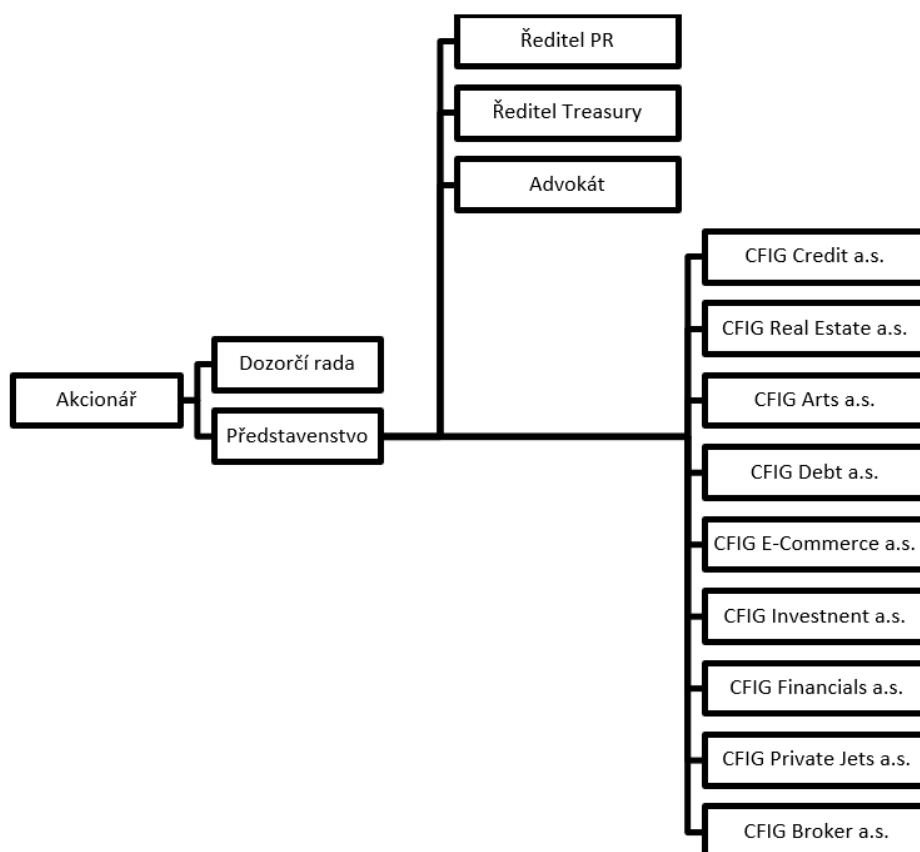 Ředitel PR
Ředitel Treasury
Advokát
CFIG Credit a.s.
CFIG Real Estate a.s.
Dozorčí rada
Akcionář
CFIG Arts a.s.
Představenstvo
CFIG Debt a.s.
CFIG E-Commerce a.s.
CFIG Investnent a.s.
CFIG Financials a.s.
CFIG Private Jets a.s.
CFIG Broker a.s.